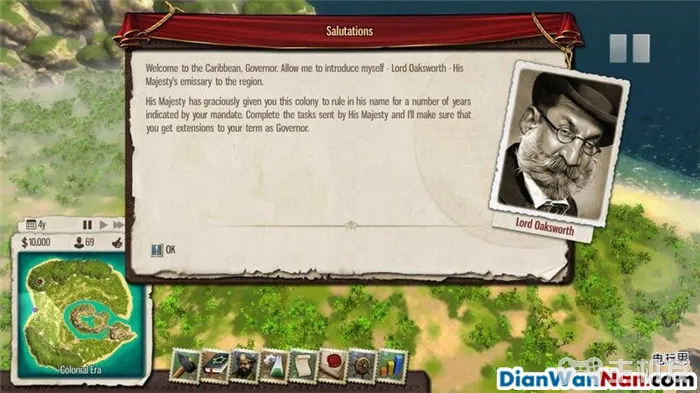 Salutations
Welcome to the Caribbean, Governor. Allow me to introduce myself - Lord Oaksworth - His
Majesty's emissary to the region.
His Majesty has graciously given you this colony to rule in his name for a number of years
indicated by your mandate. Complete the tasks sent by His Majesty and I'll make sure that
you get extensions to your term as Governor.
Lord Oaksworth
OK
4y
$10,000
69
Colonial Era
电玩男
DianWanNan.com